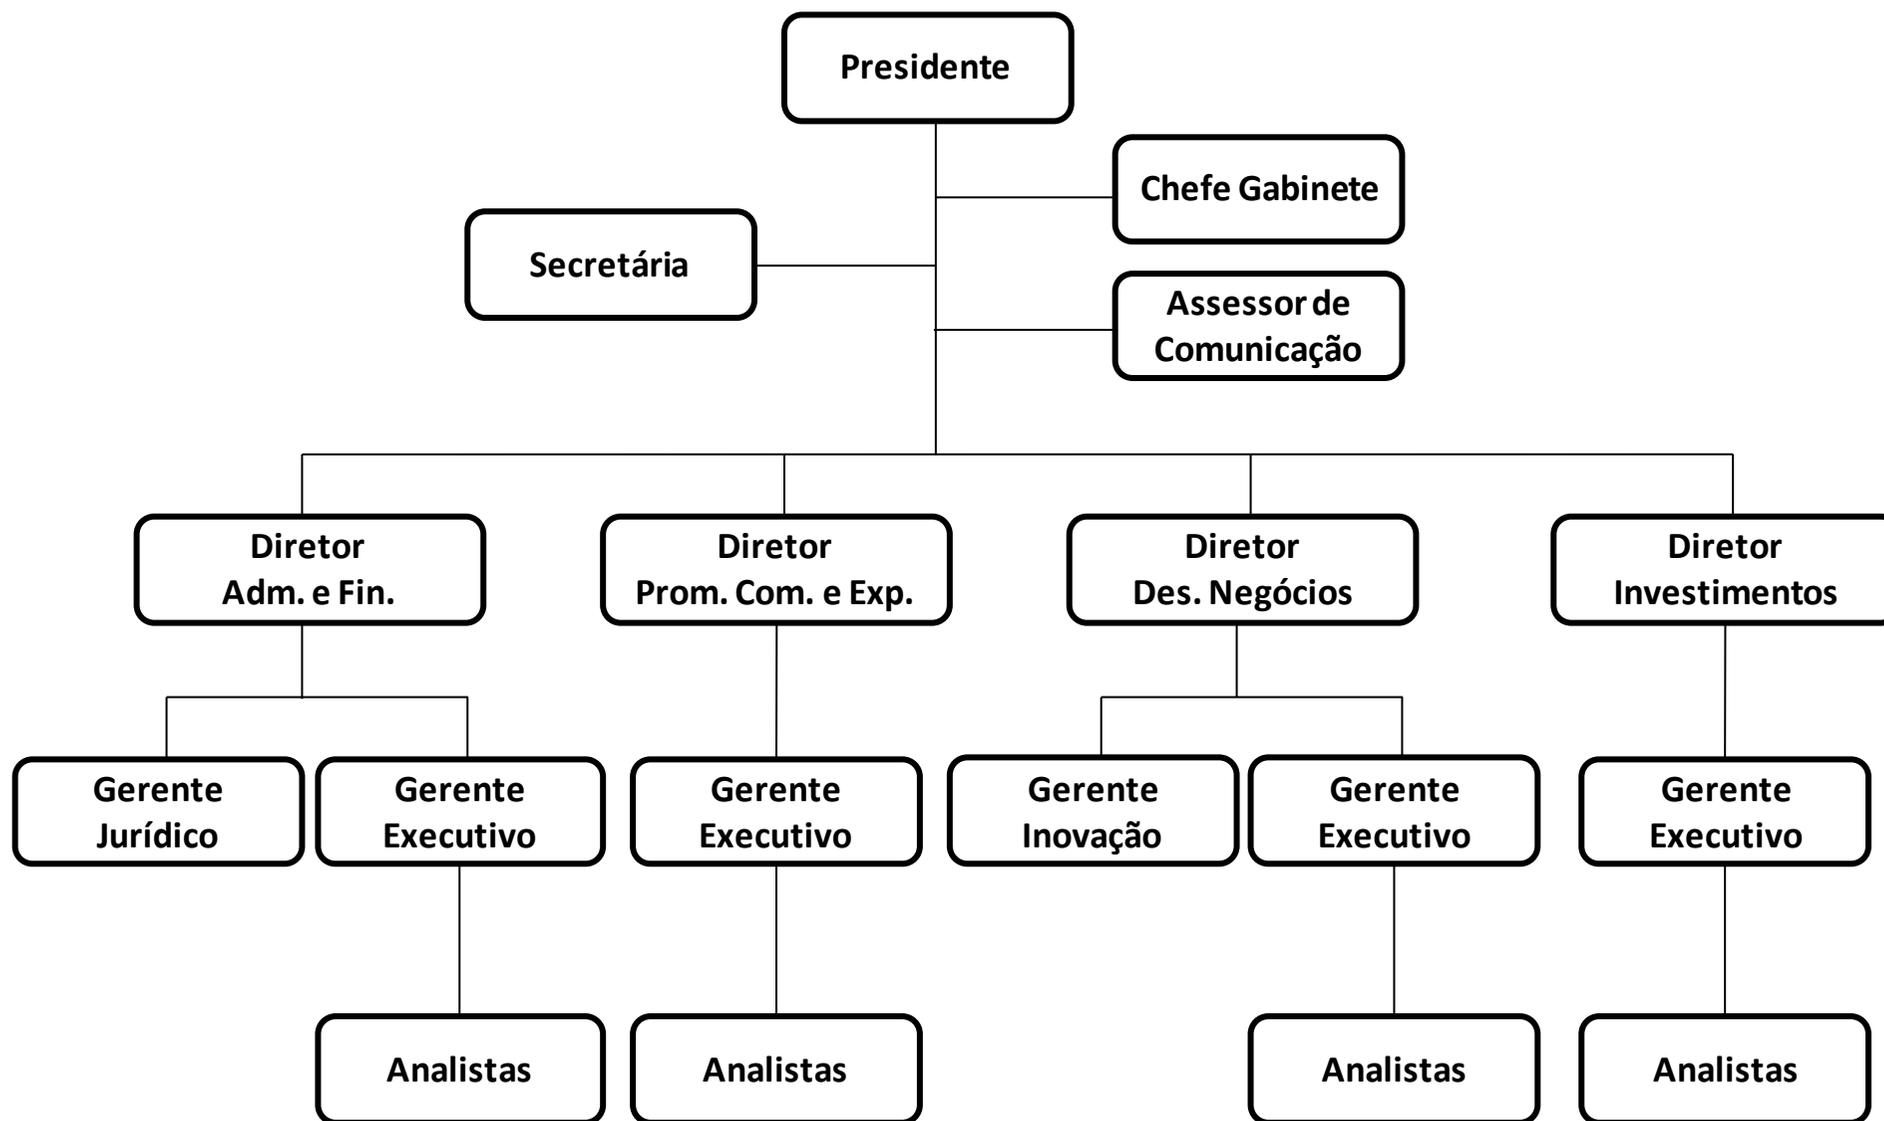 Presidente
Chefe Gabinete
Secretária
Assessor de
Comunicação
Diretor
Adm. e Fin.
Diretor
Prom. Com. e Exp.
Diretor
Des. Negócios
Diretor
Investimentos
Gerente
Jurídico
Gerente
Executivo
Gerente
Executivo
Gerente
Inovação
Gerente
Executivo
Gerente
Executivo
Analistas
Analistas
Analistas
Analistas